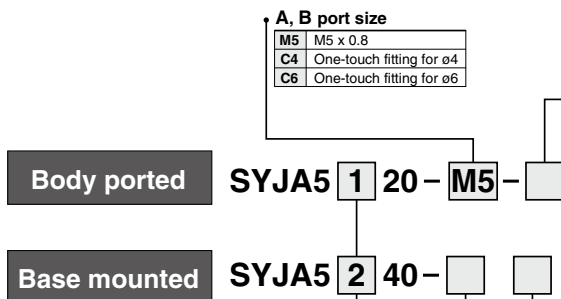 A, B port size
M5 M5 x 0.8
C4 One-touch fitting for ø4
C6 One-touch fitting for ø6
Body ported SYJA5 1 20 – M5 –
Base mounted SYJA5 2 40 –